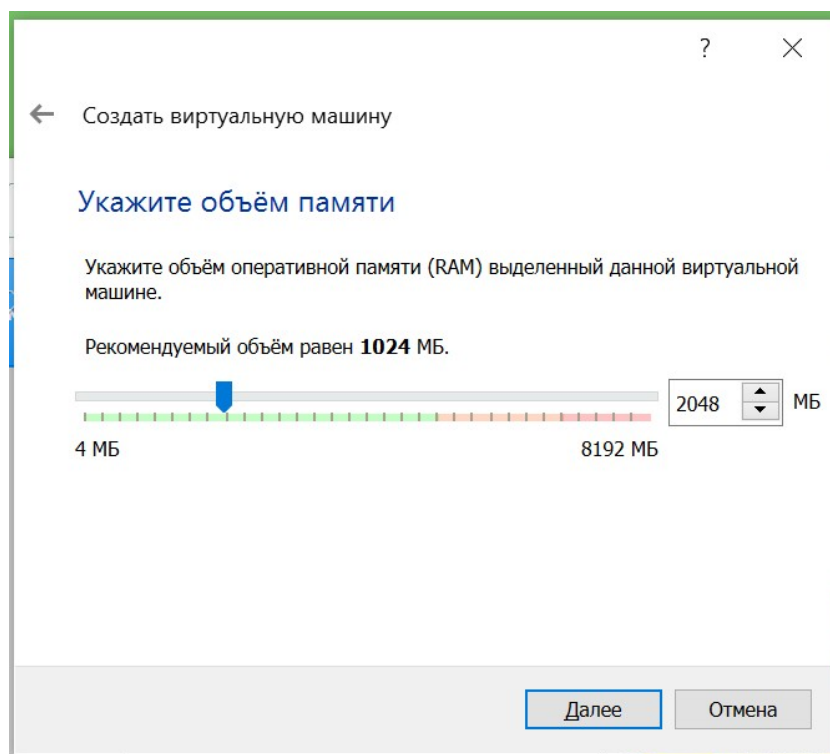 ?
Создать виртуальную машину
Укажите объём памяти
Укажите объём оперативной памяти (RAM) выделенный данной виртуальной
машине.
Рекомендуемый объём равен 1024 МБ.
2048 МБ
4 МБ 8192 МБ
Далее Отмена